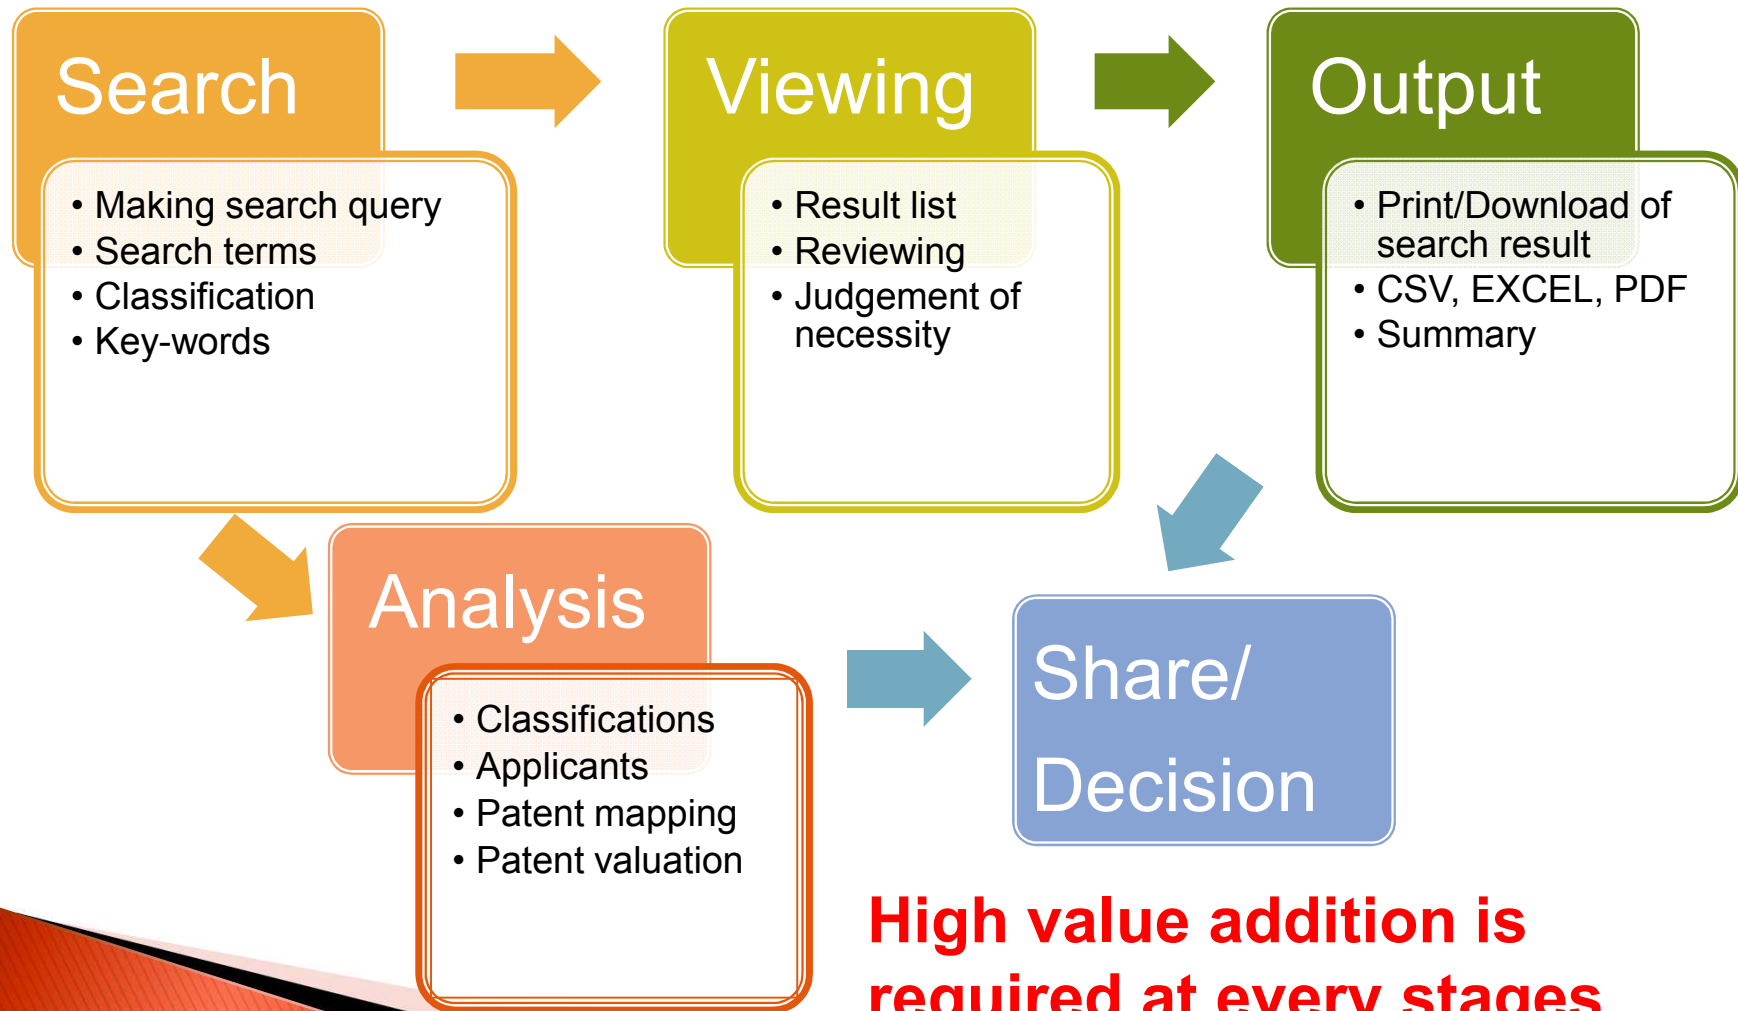 Search
• Making search query
• Search terms
• Classification
• Key-words
Viewing
• Result list
• Reviewing
• Judgement of
necessity
Output
• Print/Download of
search result
• CSV, EXCEL, PDF
• Summary
Analysis
• Classifications
• Applicants
• Patent mapping
• Patent valuation
Share/
Decision
High value addition is
required at every stages